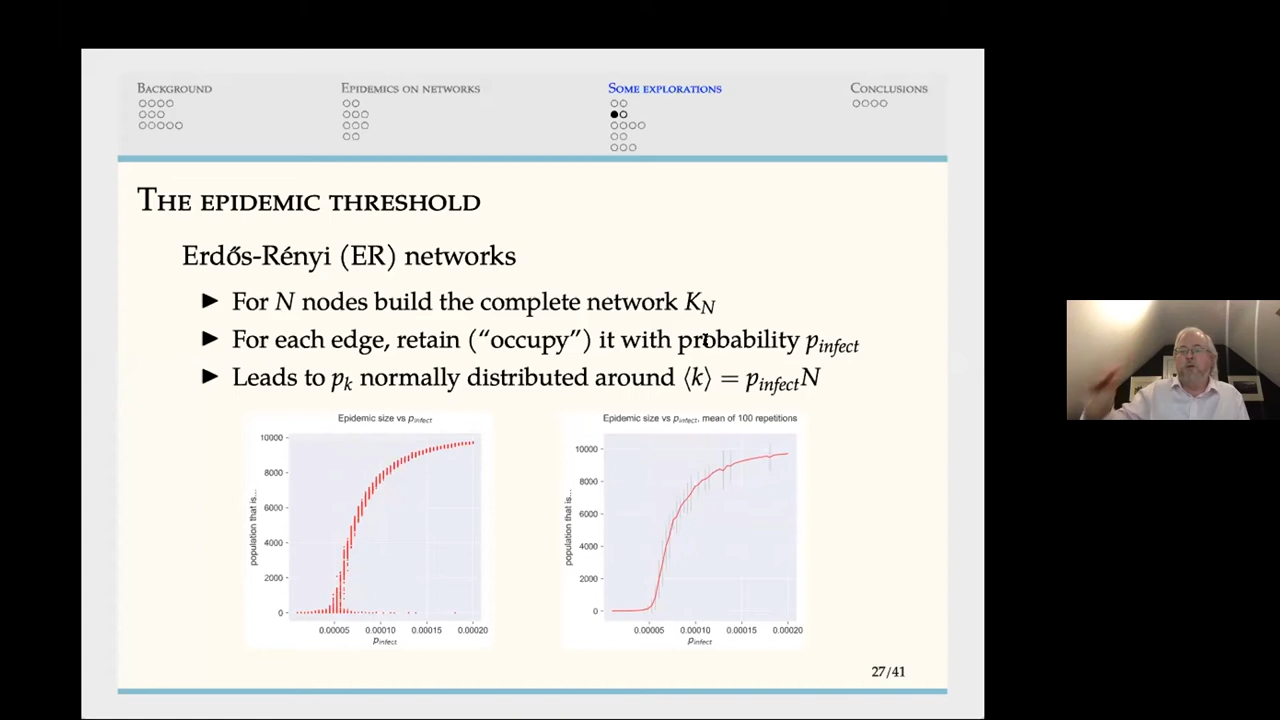 BACKGROUND
EPIDEMICS ON NETWORKS
SOME EXPLORATIONS
CONCLUSIONS
THE EPIDEMIC THRESHOLD
Erdős-Rényi (ER) networks
► For N nodes build the complete network K_N
► For each edge, retain (“occupy”) it with probability p_infect
► Leads to p_k normally distributed around ⟨k⟩ = p_infect N
Epidemic size vs p_infect
population that is...
10000
8000
6000
4000
2000
0
0.00005 0.00010 0.00015 0.00020
p_infect
Epidemic size vs p_infect, mean of 100 repetitions
population that is...
10000
8000
6000
4000
2000
0
0.00005 0.00010 0.00015 0.00020
p_infect
27/41